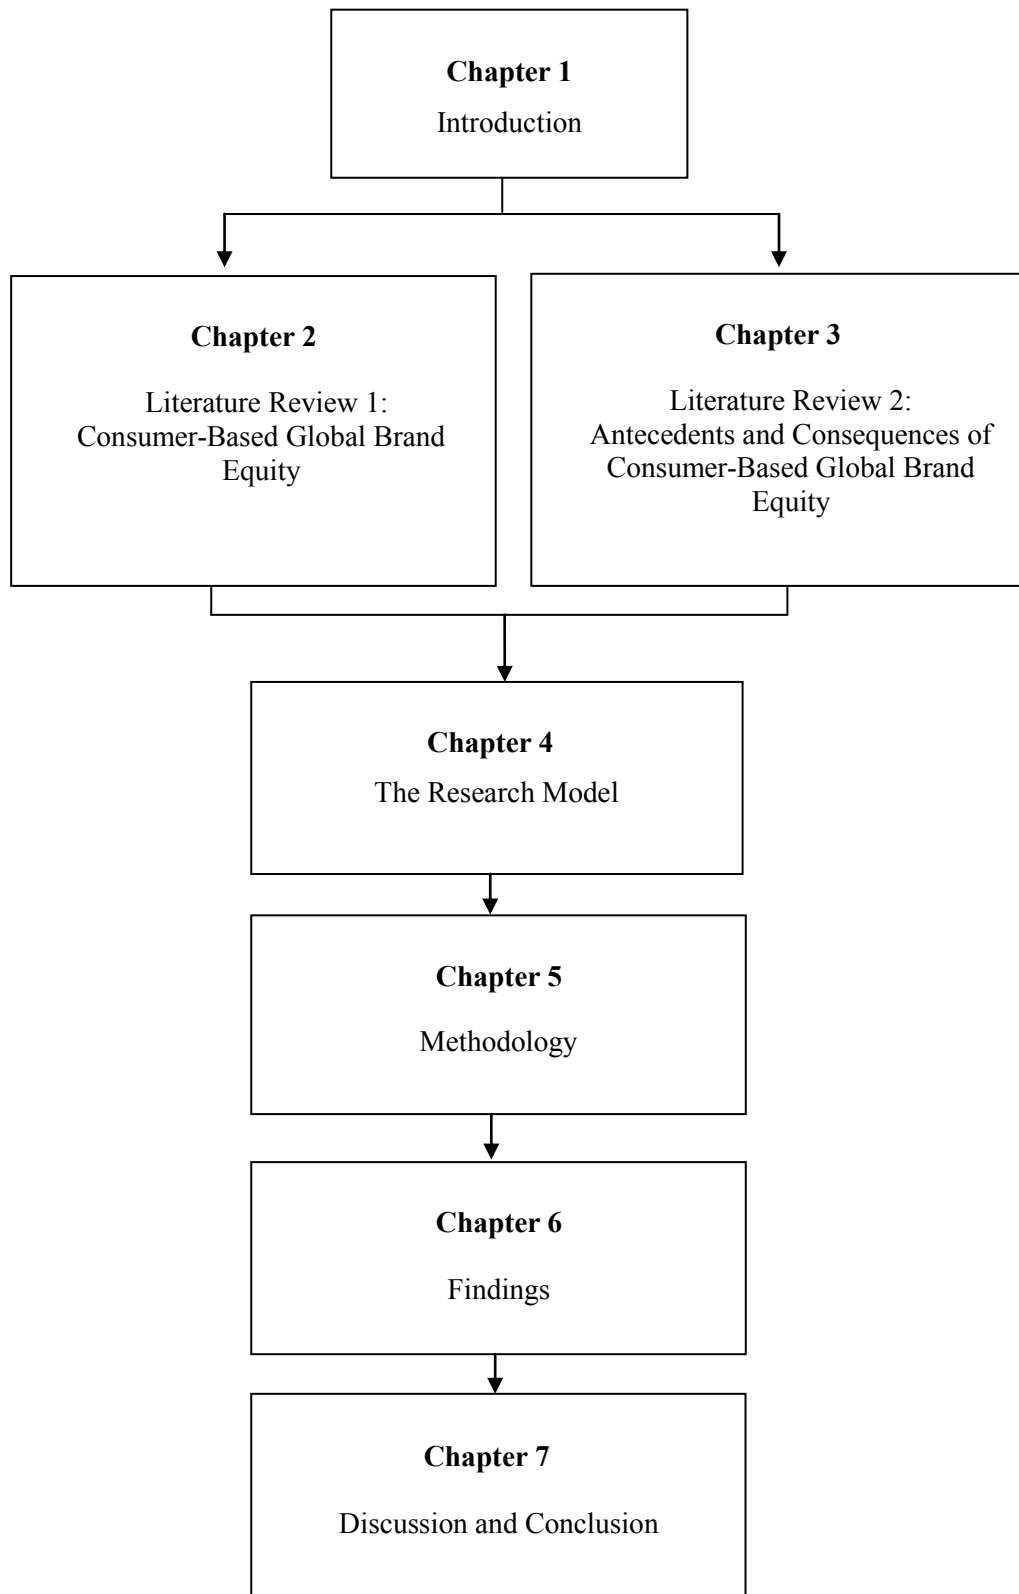 Chapter 1
Introduction
Chapter 2
Literature Review 1:
Consumer-Based Global Brand
Equity
Chapter 3
Literature Review 2:
Antecedents and Consequences of
Consumer-Based Global Brand
Equity
Chapter 4
The Research Model
Chapter 5
Methodology
Chapter 6
Findings
Chapter 7
Discussion and Conclusion